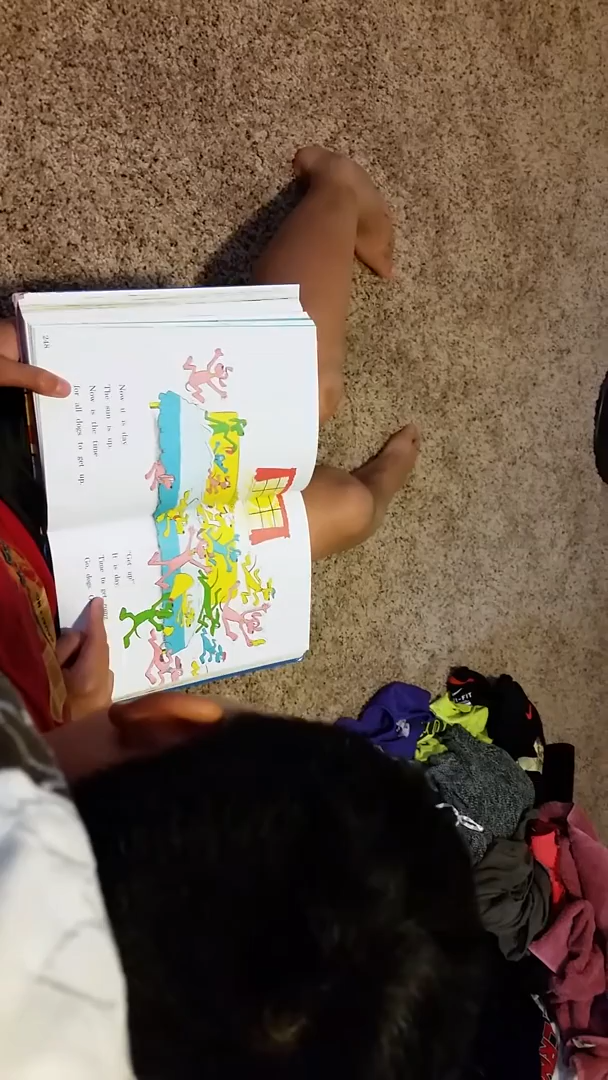 Now it is day.
The sun is up.
Now is the time
for all dogs to get up.
248
"Get up!"
It is day.
Time to get
Go, dogs
FIT